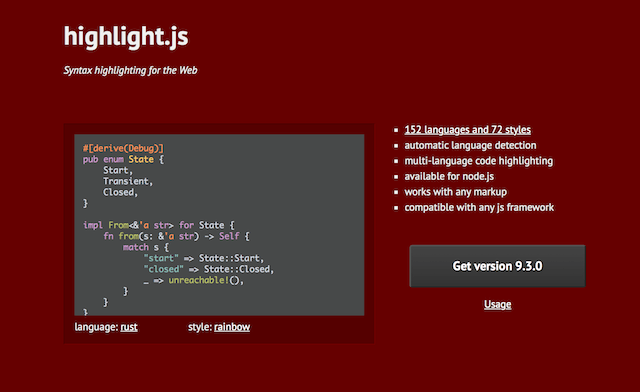 highlight.js
Syntax highlighting for the Web
#[derive(Debug)]
pub enum State {
    Start,
    Transient,
    Closed,
}
impl From<&'a str> for State {
    fn from(s: &'a str) -> Self {
        match s {
            "start" => State::Start,
            "closed" => State::Closed,
            _ => unreachable!(),
        }
    }
}
language: rust
style: rainbow
152 languages and 72 styles
automatic language detection
multi-language code highlighting
available for node.js
works with any markup
compatible with any js framework
Get version 9.3.0
Usage